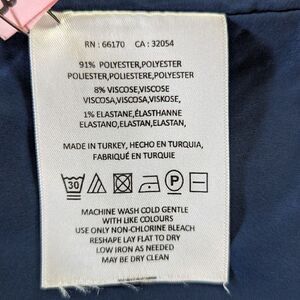 RN : 66170 CA : 32054
91% POLYESTER,POLYESTER
POLIESTER,POLIESTERE,POLYESTER
8% VISCOSE,VISCOSE
VISCOSA,VISCOSA,VISKOSE,
1% ELASTANE,ÉLASTHANNE
ELASTANO,ELASTAN,ELASTAN,
MADE IN TURKEY, HECHO EN TURQUIA,
FABRIQUÉ EN TURQUIE
30 P
MACHINE WASH COLD GENTLE
WITH LIKE COLOURS
USE ONLY NON-CHLORINE BLEACH
RESHAPE LAY FLAT TO DRY
LOW IRON AS NEEDED
MAY BE DRY CLEAN